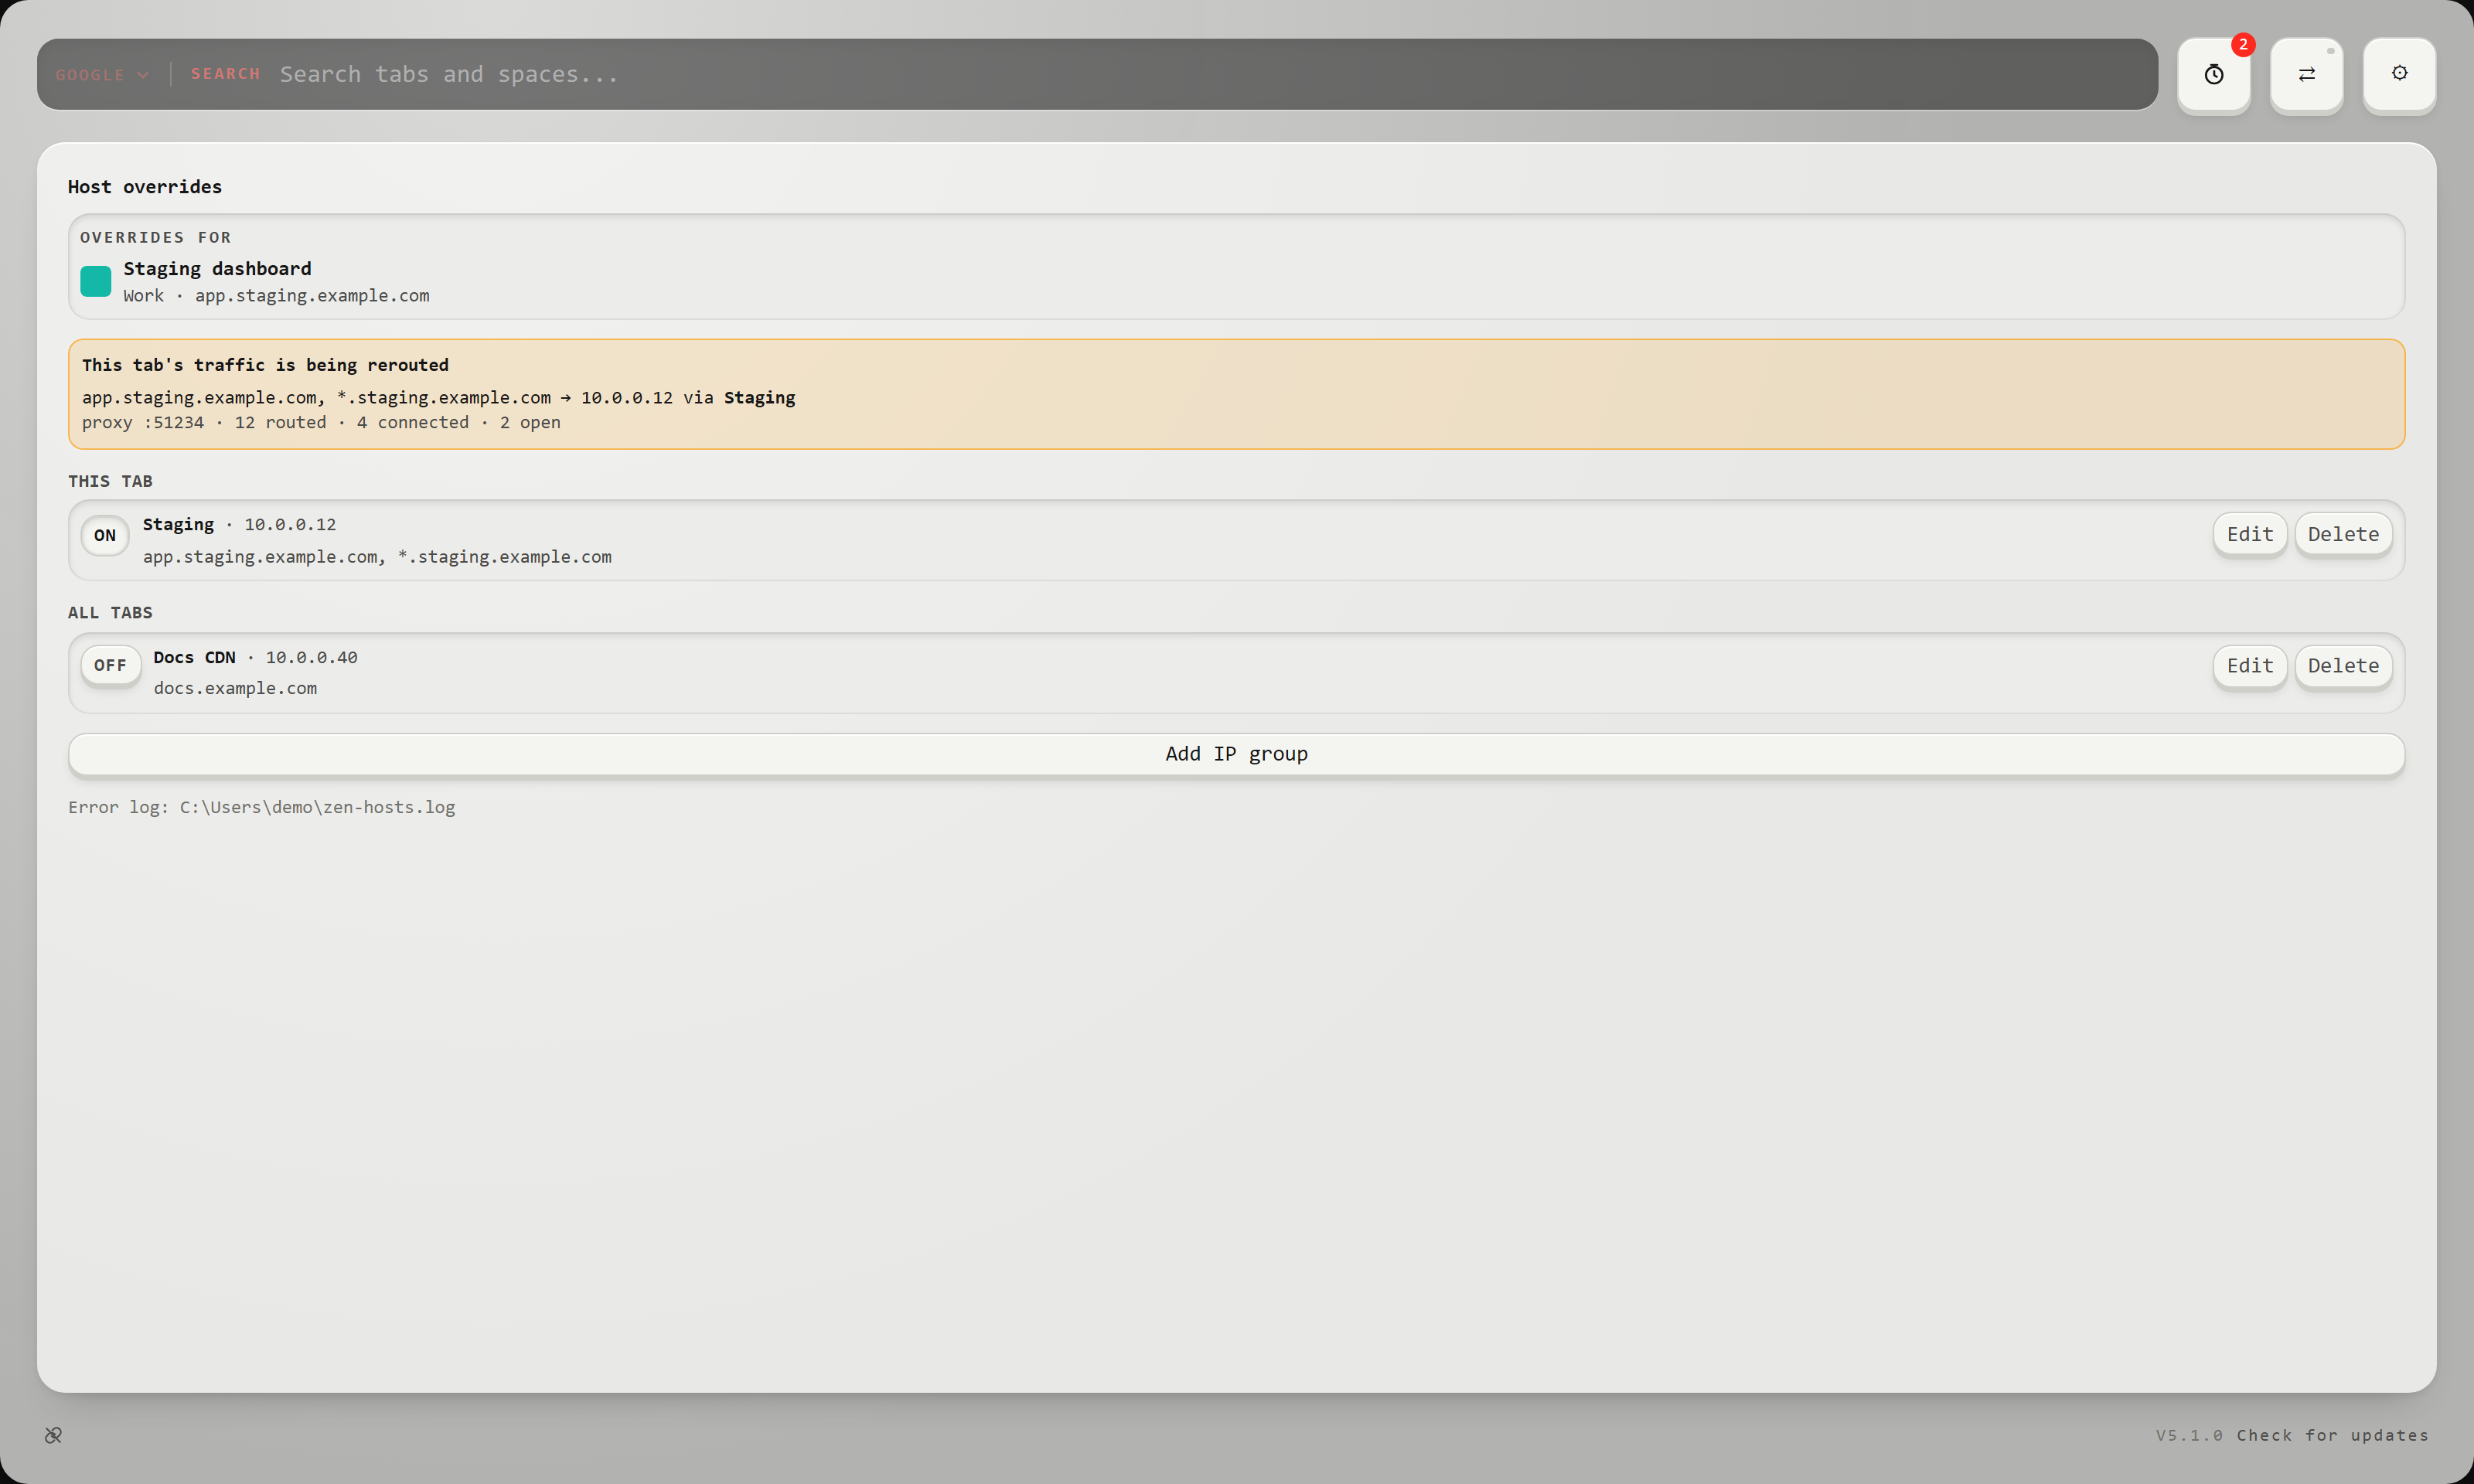 GOOGLE SEARCH Search tabs and spaces...
2
Host overrides
OVERRIDES FOR
Staging dashboard
Work · app.staging.example.com
This tab's traffic is being rerouted
app.staging.example.com, *.staging.example.com → 10.0.0.12 via Staging
proxy :51234 · 12 routed · 4 connected · 2 open
THIS TAB
ON Staging · 10.0.0.12
app.staging.example.com, *.staging.example.com
Edit Delete
ALL TABS
OFF Docs CDN · 10.0.0.40
docs.example.com
Edit Delete
Add IP group
Error log: C:\Users\demo\zen-hosts.log
V5.1.0 Check for updates